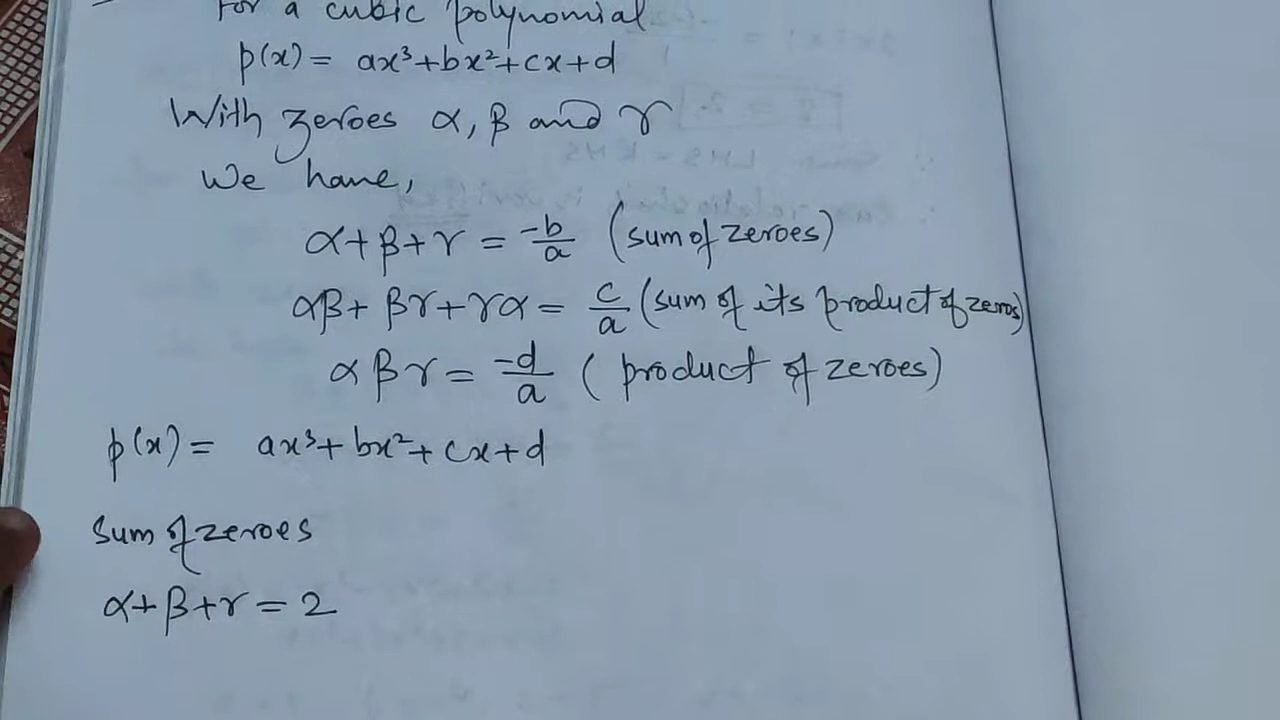 For a cubic polynomial
p(x) = ax³+bx²+cx+d
With zeroes α, β and γ
We have,
α+β+γ = -b/a (sum of zeroes)
αβ+βγ+γα = c/a (sum of its product of zeros)
αβγ = -d/a (product of zeroes)
p(x) = ax³+bx²+cx+d
Sum of zeroes
α+β+γ = 2